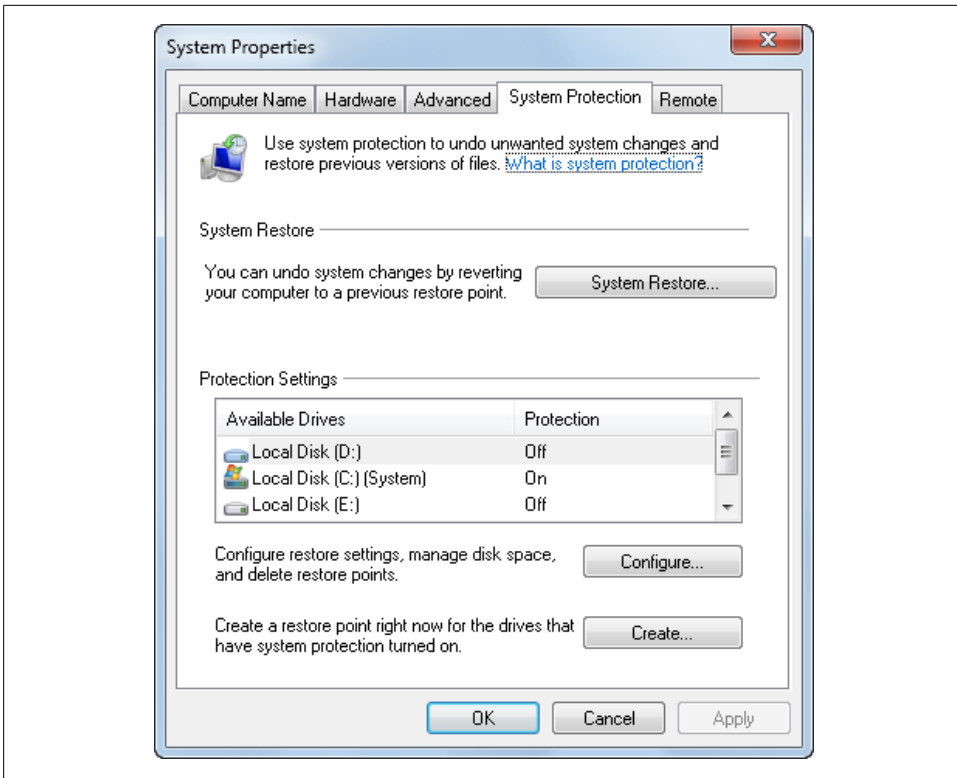 System Properties
Computer Name
Hardware
Advanced
System Protection
Remote
Use system protection to undo unwanted system changes and
restore previous versions of files. What is system protection?
System Restore
You can undo system changes by reverting
your computer to a previous restore point.
System Restore...
Protection Settings
Available Drives Protection
Local Disk (D:) Off
Local Disk (C:) (System) On
Local Disk (E:) Off
Configure restore settings, manage disk space,
and delete restore points.
Configure...
Create a restore point right now for the drives that
have system protection turned on.
Create...
OK
Cancel
Apply